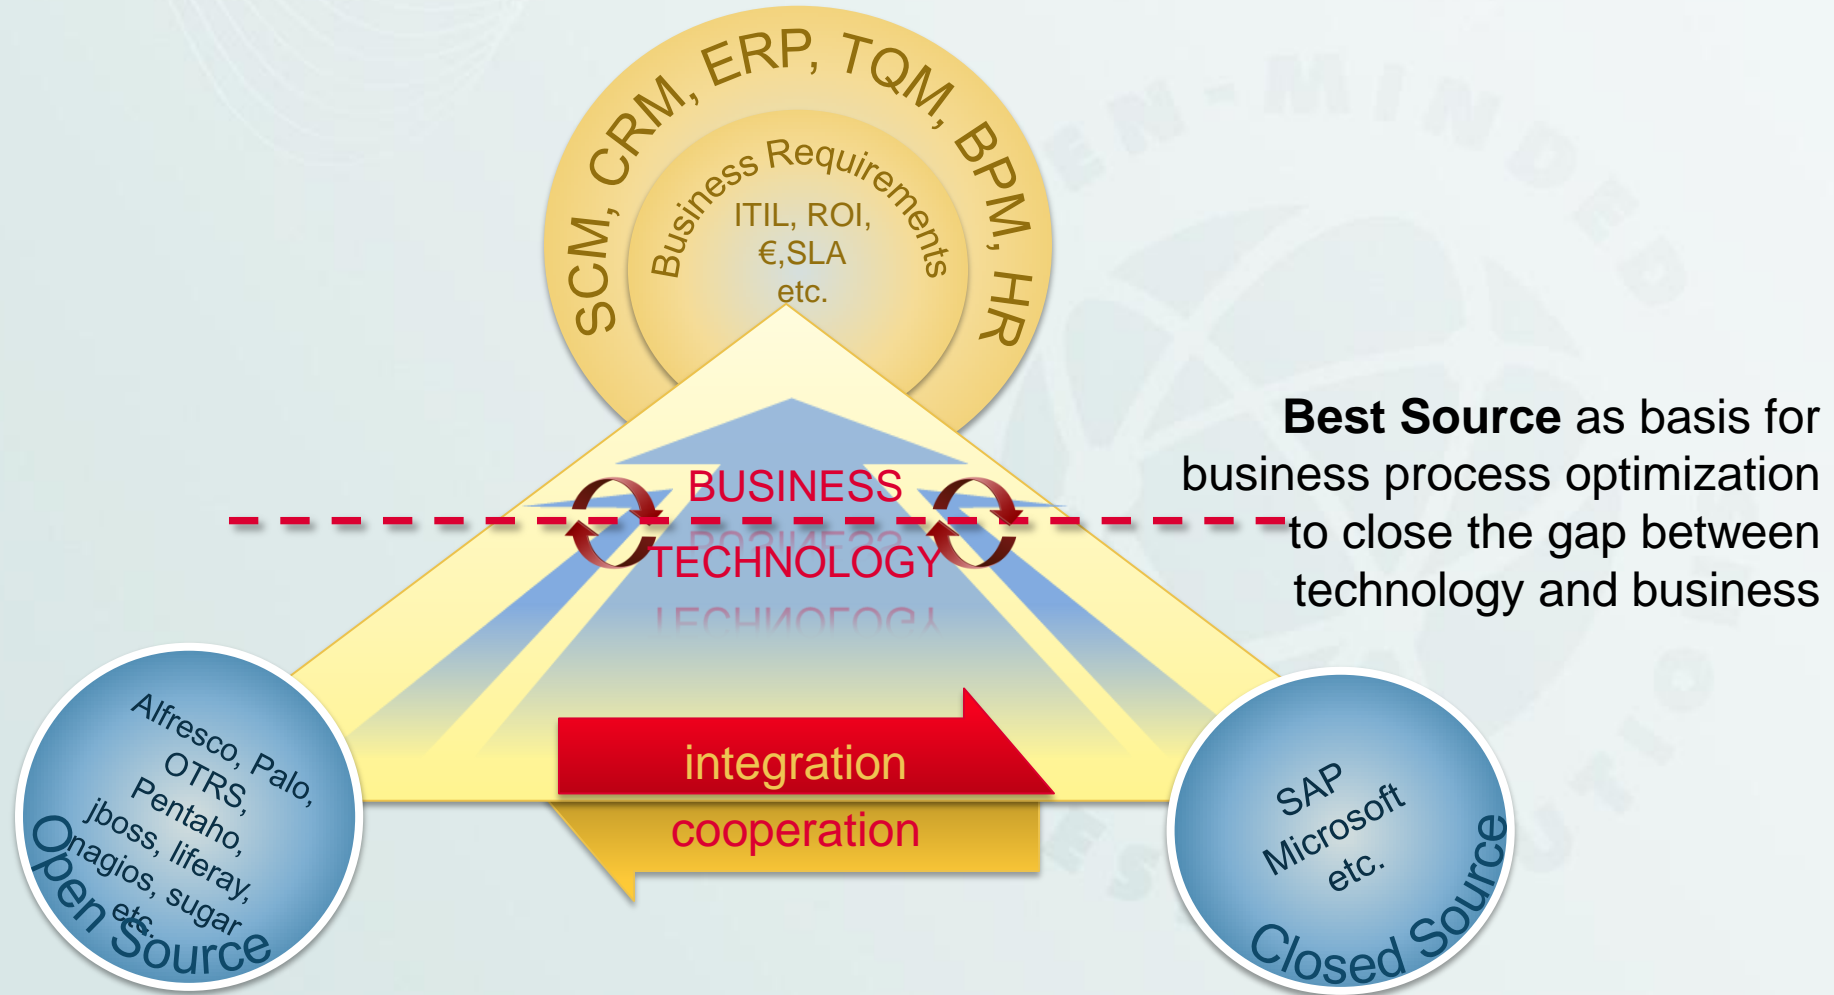 SCM, CRM, ERP, TQM, BPM, HR
Business Requirements
ITIL, ROI,
€,SLA
etc.
Best Source as basis for
business process optimization
to close the gap between
technology and business
BUSINESS
TECHNOLOGY
integration
cooperation
Alfresco, Palo,
OTRS,
Pentaho,
jboss, liferay,
nagios, sugar
etc.
Open Source
SAP
Microsoft
etc.
Closed Source